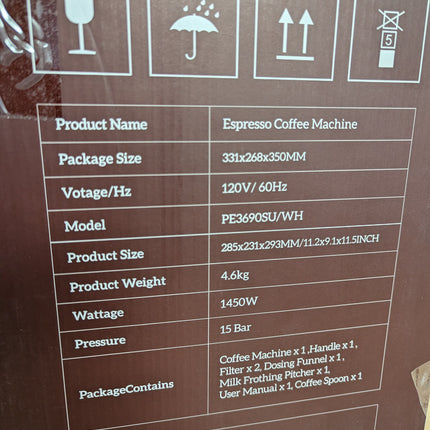 5
Product Name Espresso Coffee Machine
Package Size 331x268x350MM
Votage/Hz 120V/ 60Hz
Model PE3690SU/WH
Product Size 285x231x293MM/11.2x9.1x11.5INCH
Product Weight 4.6kg
Wattage 1450W
Pressure 15 Bar
PackageContains
Coffee Machine x 1 ,Handle x 1 ,
Filter x 2, Dosing Funnel x 1 ,
Milk Frothing Pitcher x 1,
User Manual x 1, Coffee Spoon x 1